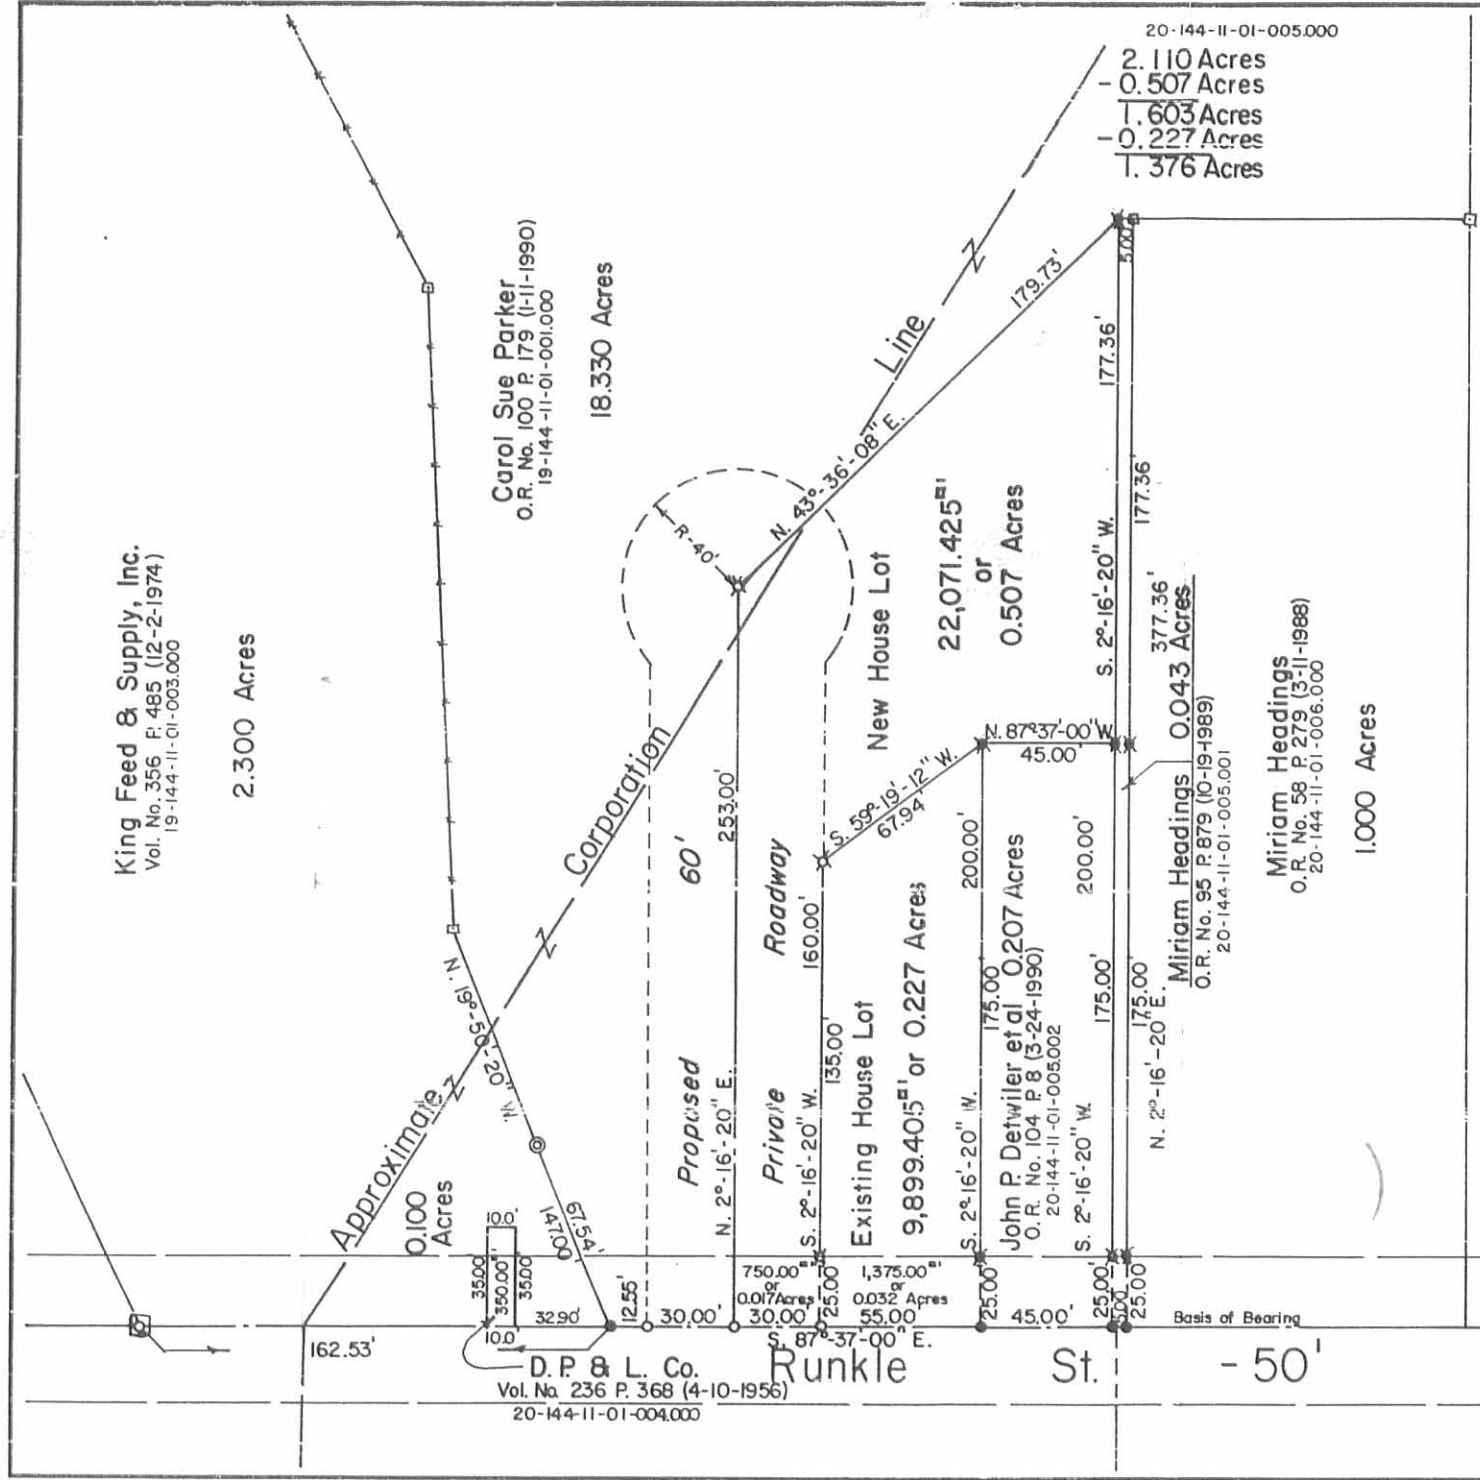 20-144-11-01-005.000
2.110 Acres
- 0.507 Acres
1.603 Acres
- 0.227 Acres
1.376 Acres
King Feed & Supply, Inc.
Vol. No. 356 P. 485 (12-2-1974)
19-144-11-01-003.000
2.300 Acres
Carol Sue Parker
O.R. No. 100 P. 179 (1-11-1990)
19-144-11-01-001.000
18.330 Acres
Approximate
Z
Z
Corporation
Line
Z
R-40'
N. 43°-36'-08" E.
179.73'
5.00'
177.36'
S. 2°-16'-20" W.
177.36'
377.36'
New House Lot
22,071.425□'
or
0.507 Acres
N. 87°37'-00" W.
45.00'
S. 59°-19'-12" W.
67.94'
253.00'
N. 2°-16'-20" E.
60'
Proposed
Roadway
Private
160.00'
135.00'
S. 2°-16'-20" W.
Existing House Lot
9,899.405□' or 0.227 Acres
200.00'
175.00'
S. 2°-16'-20" W.
John P. Detwiler et al 0.207 Acres
O.R. No. 104 P. 8 (3-24-1990)
20-144-11-01-005.002
200.00'
175.00'
S. 2°-16'-20" W.
175.00'
N. 2°-16'-20" E.
Miriam Headings 0.043 Acres
O.R. No. 95 P. 879 (10-19-1989)
20-144-11-01-005.001
Miriam Headings
O.R. No. 58 P. 279 (3-11-1988)
20-144-11-01-006.000
1.000 Acres
N. 19°-50'-20" W.
67.54'
147.00'
0.100
Acres
10.0'
35.00'
350.00□'
35.00'
10.0'
32.90'
12.55'
30.00'
750.00□'
or
0.017 Acres
30.00'
25.00'
1,375.00□'
or
0.032 Acres
55.00'
25.00'
45.00'
25.00'
5.00'
25.00'
Basis of Bearing
S. 87°-37'-00" E.
162.53'
D.P. & L. Co.
Vol. No. 236 P. 368 (4-10-1956)
20-144-11-01-004.000
Runkle St. - 50'